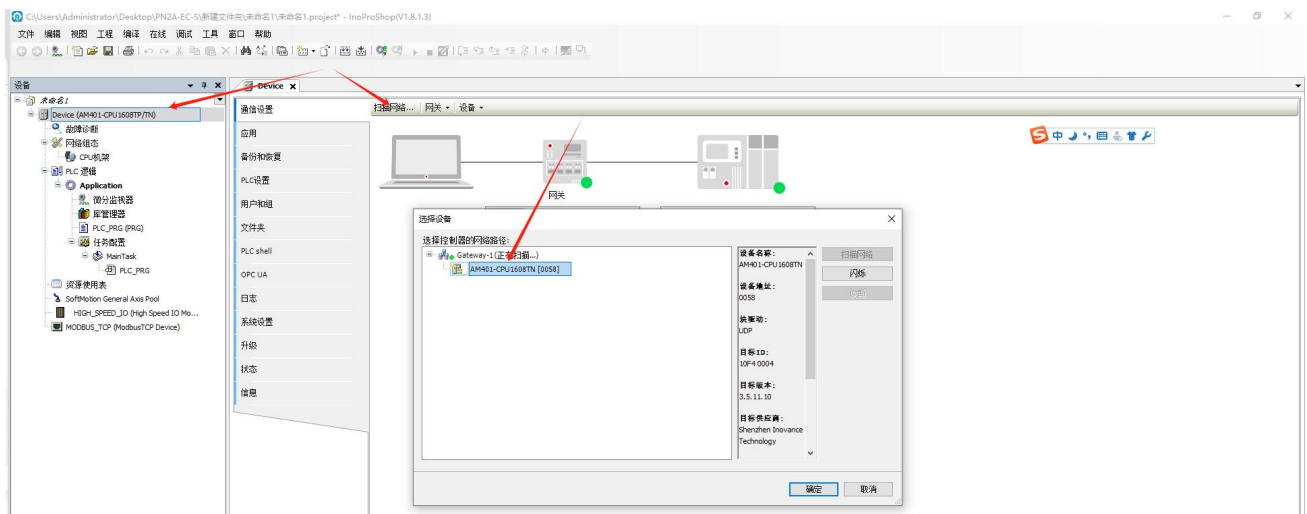 C:\Users\Administrator\Desktop\PN2A-EC-S\新建文件夹\未命名1\未命名1.project* - InoProShop(V1.8.1.3)
文件 编辑 视图 工程 编译 在线 调试 工具 窗口 帮助
设备
未命名1
Device (AM401-CPU1608TP/TN)
故障诊断
网络组态
CPU机架
PLC 逻辑
Application
微分监视器
库管理器
PLC_PRG (PRG)
任务配置
MainTask
PLC_PRG
资源使用表
SoftMotion General Axis Pool
HIGH_SPEED_IO (High Speed IO Mo...
MODBUS_TCP (ModbusTCP Device)
Device
通信设置
应用
备份和恢复
PLC设置
用户和组
文件夹
PLC shell
OPC UA
日志
系统设置
升级
状态
信息
扫描网络... 网关 设备
网关
中
选择设备
选择控制器的网络路径:
Gateway-1(正在扫描...)
AM401-CPU1608TN [0058]
设备名称:
AM401-CPU1608TN
设备地址:
0058
块驱动:
UDP
目标ID:
10F4 0004
目标版本:
3.5.11.10
目标供应商:
Shenzhen Inovance
Technology
扫描网络
闪烁
确定 取消